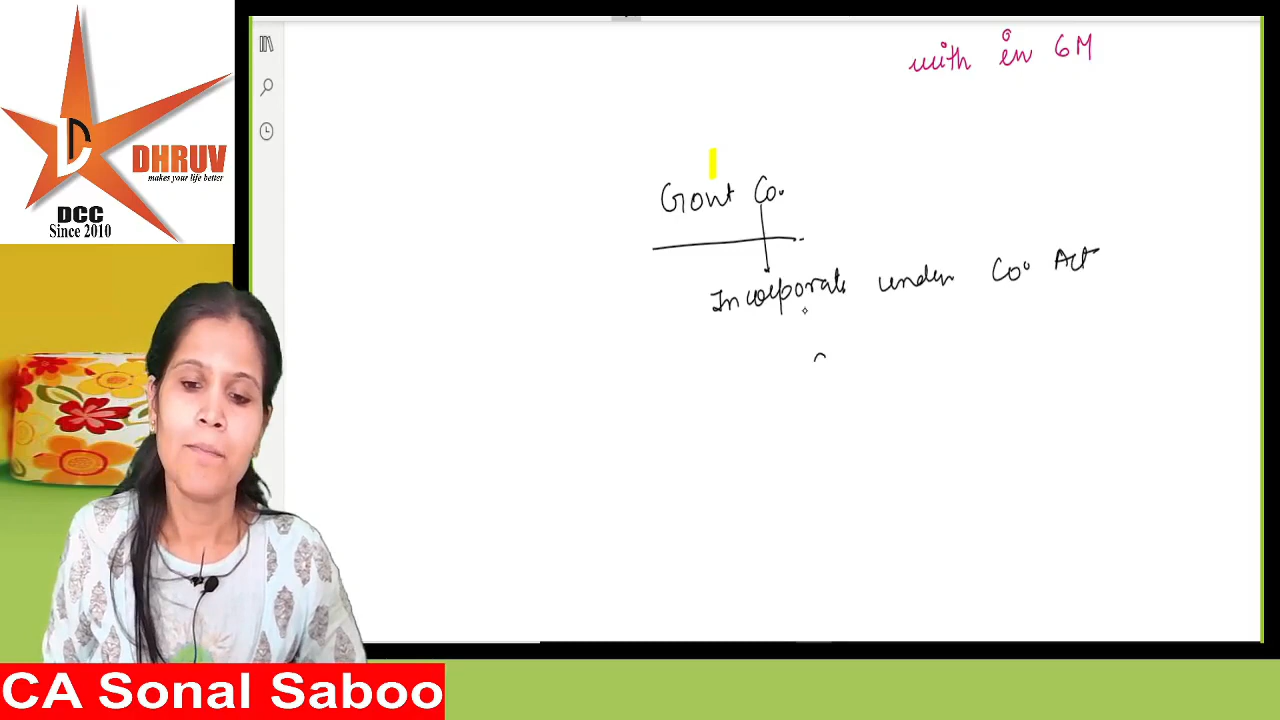 with in 6M
DHRUV
makes your life better
DCC
Since 2010
Govt Co.
Incorporate under Co. Act
CA Sonal Saboo